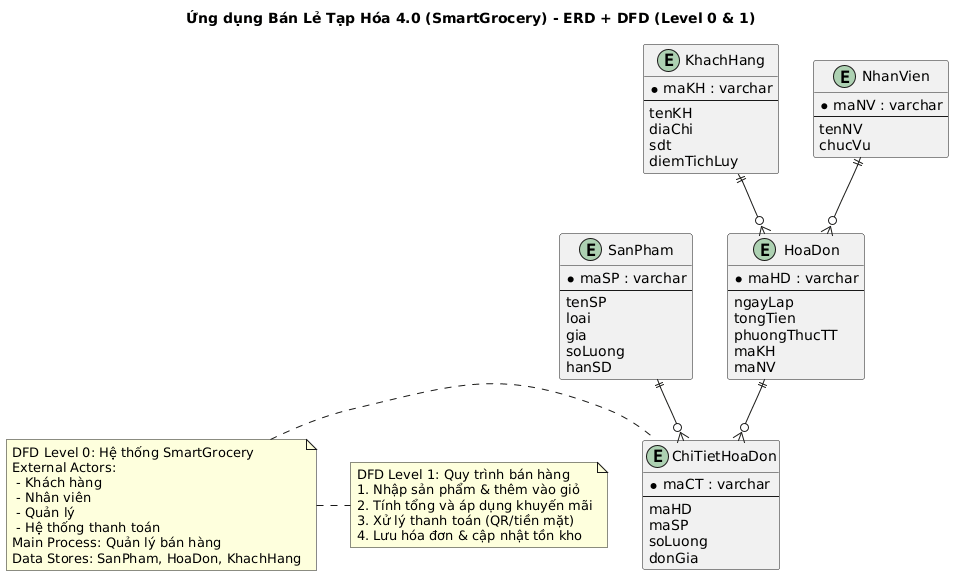 Ứng dụng Bán Lẻ Tạp Hóa 4.0 (SmartGrocery) - ERD + DFD (Level 0 & 1)
E KhachHang
maKH : varchar
tenKH
diaChi
sdt
diemTichLuy
E NhanVien
maNV : varchar
tenNV
chucVu
E SanPham
maSP : varchar
tenSP
loai
gia
soLuong
hanSD
E HoaDon
maHD : varchar
ngayLap
tongTien
phuongThucTT
maKH
maNV
DFD Level 0: Hệ thống SmartGrocery
External Actors:
- Khách hàng
- Nhân viên
- Quản lý
- Hệ thống thanh toán
Main Process: Quản lý bán hàng
Data Stores: SanPham, HoaDon, KhachHang
DFD Level 1: Quy trình bán hàng
1. Nhập sản phẩm & thêm vào giỏ
2. Tính tổng và áp dụng khuyến mãi
3. Xử lý thanh toán (QR/tiền mặt)
4. Lưu hóa đơn & cập nhật tồn kho
E ChiTietHoaDon
maCT : varchar
maHD
maSP
soLuong
donGia